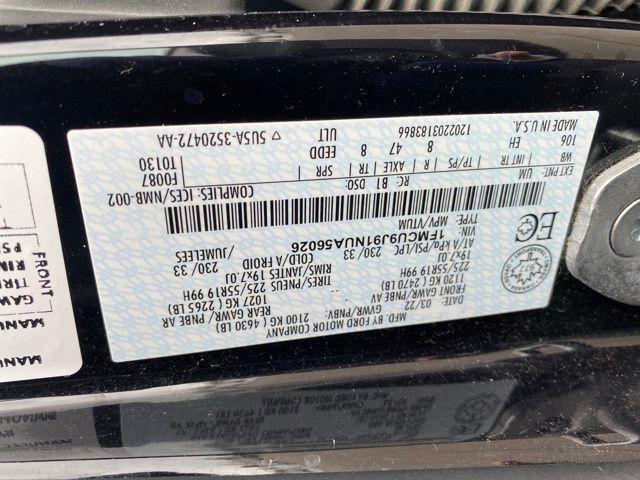 MFD. BY FORD MOTOR COMPANY
DATE: 03/22 GVWR/PNBV: 2100 KG ( 4630 LB)
FRONT GAWR/PNBE AV REAR GAWR/PNBE AR
1120 KG ( 2470 LB) 1027 KG ( 2265 LB)
225/55R19 99H TIRES/PNEUS 225/55R19 99H
19x7.0J RIMS/JANTES 19x7.0J
AT/A kPa/PSI/LPC 230/33 COLD/A FROID 230/33
/JUMELEES
VIN: 1FMCU9J91NUA56026
TYPE: MPV/VTUM
COMPLIES: ICES/NMB-002
EXT PNT: UM RC: B1 DSO: F0087
T0130
WB INT TR TP/PS AXLE TR SPR
106 EH 8 47 8 EEDD
ULT 5U5A-3520472-AA
MADE IN U.S.A. 120220318386​6
EC
FRONT